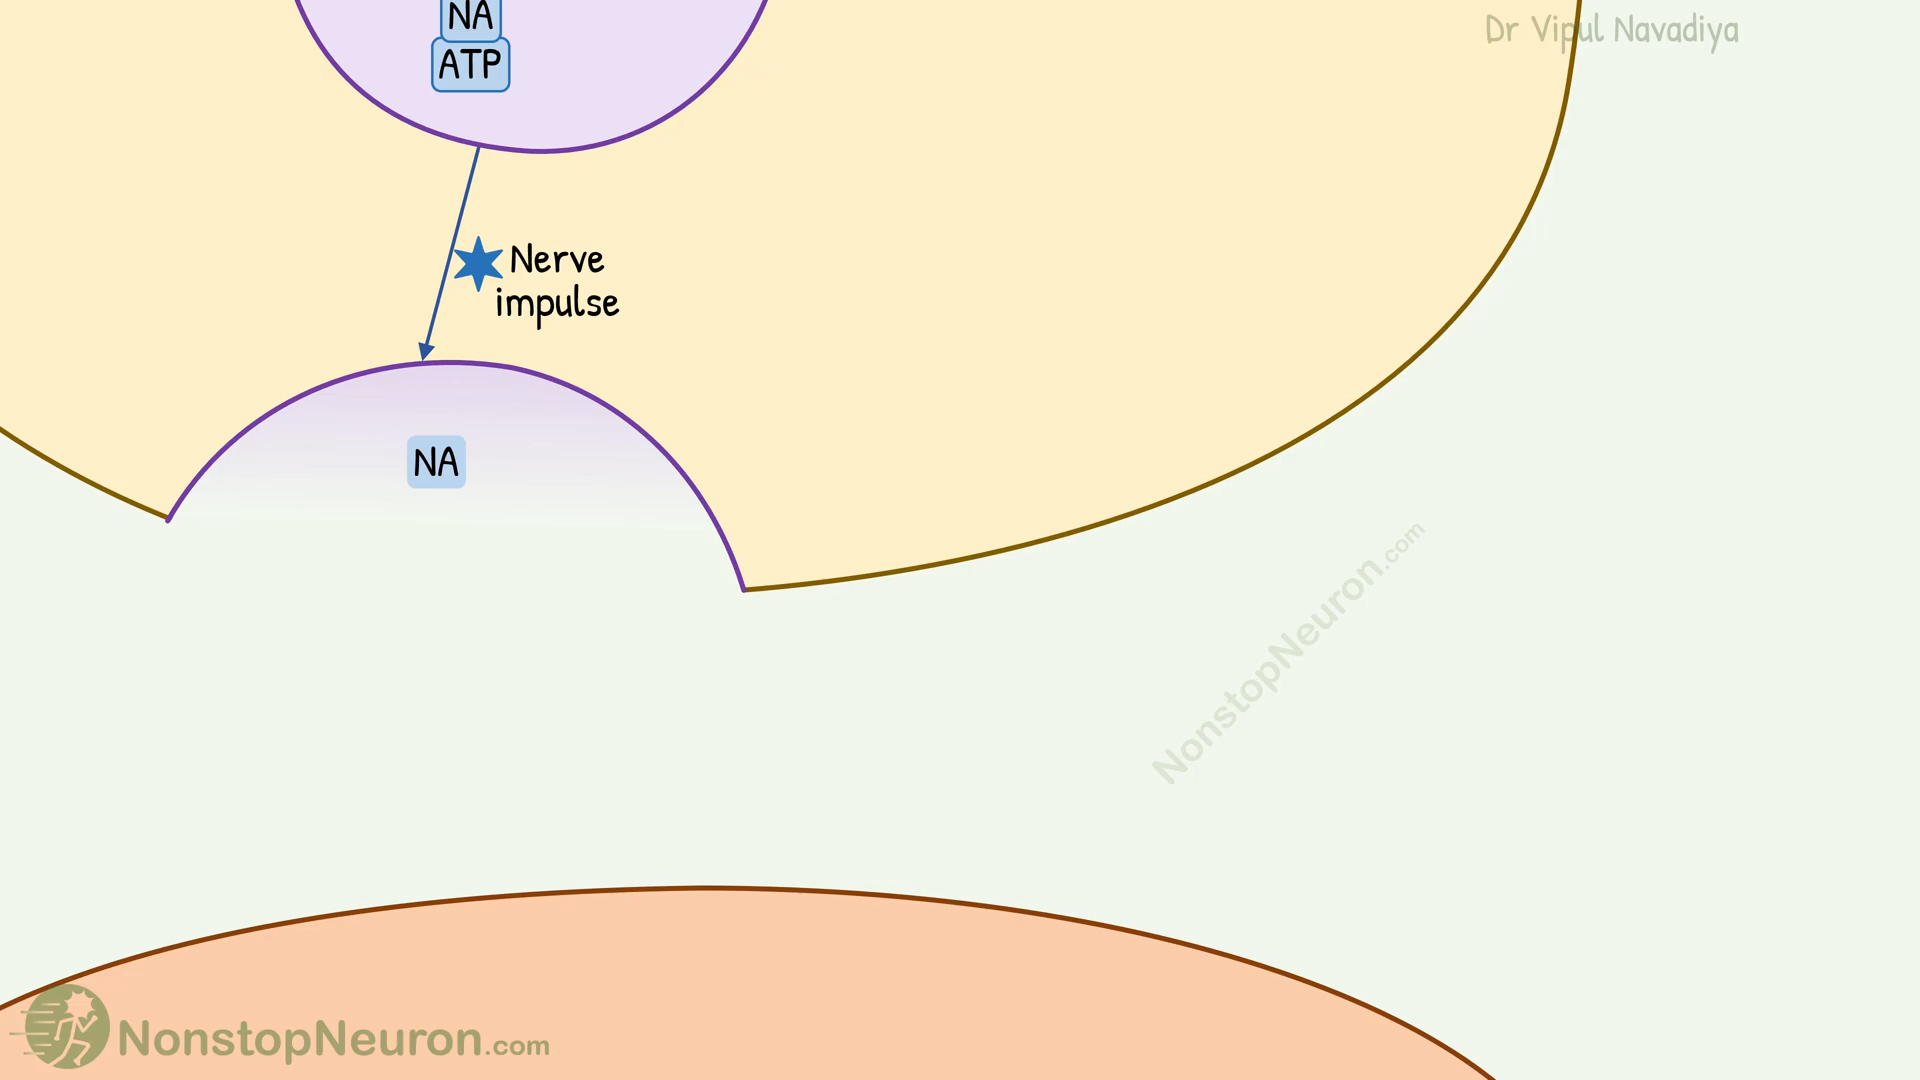 NA
ATP
Dr Vipul Navadiya
Nerve
impulse
NA
NonstopNeuron.com
NonstopNeuron.com